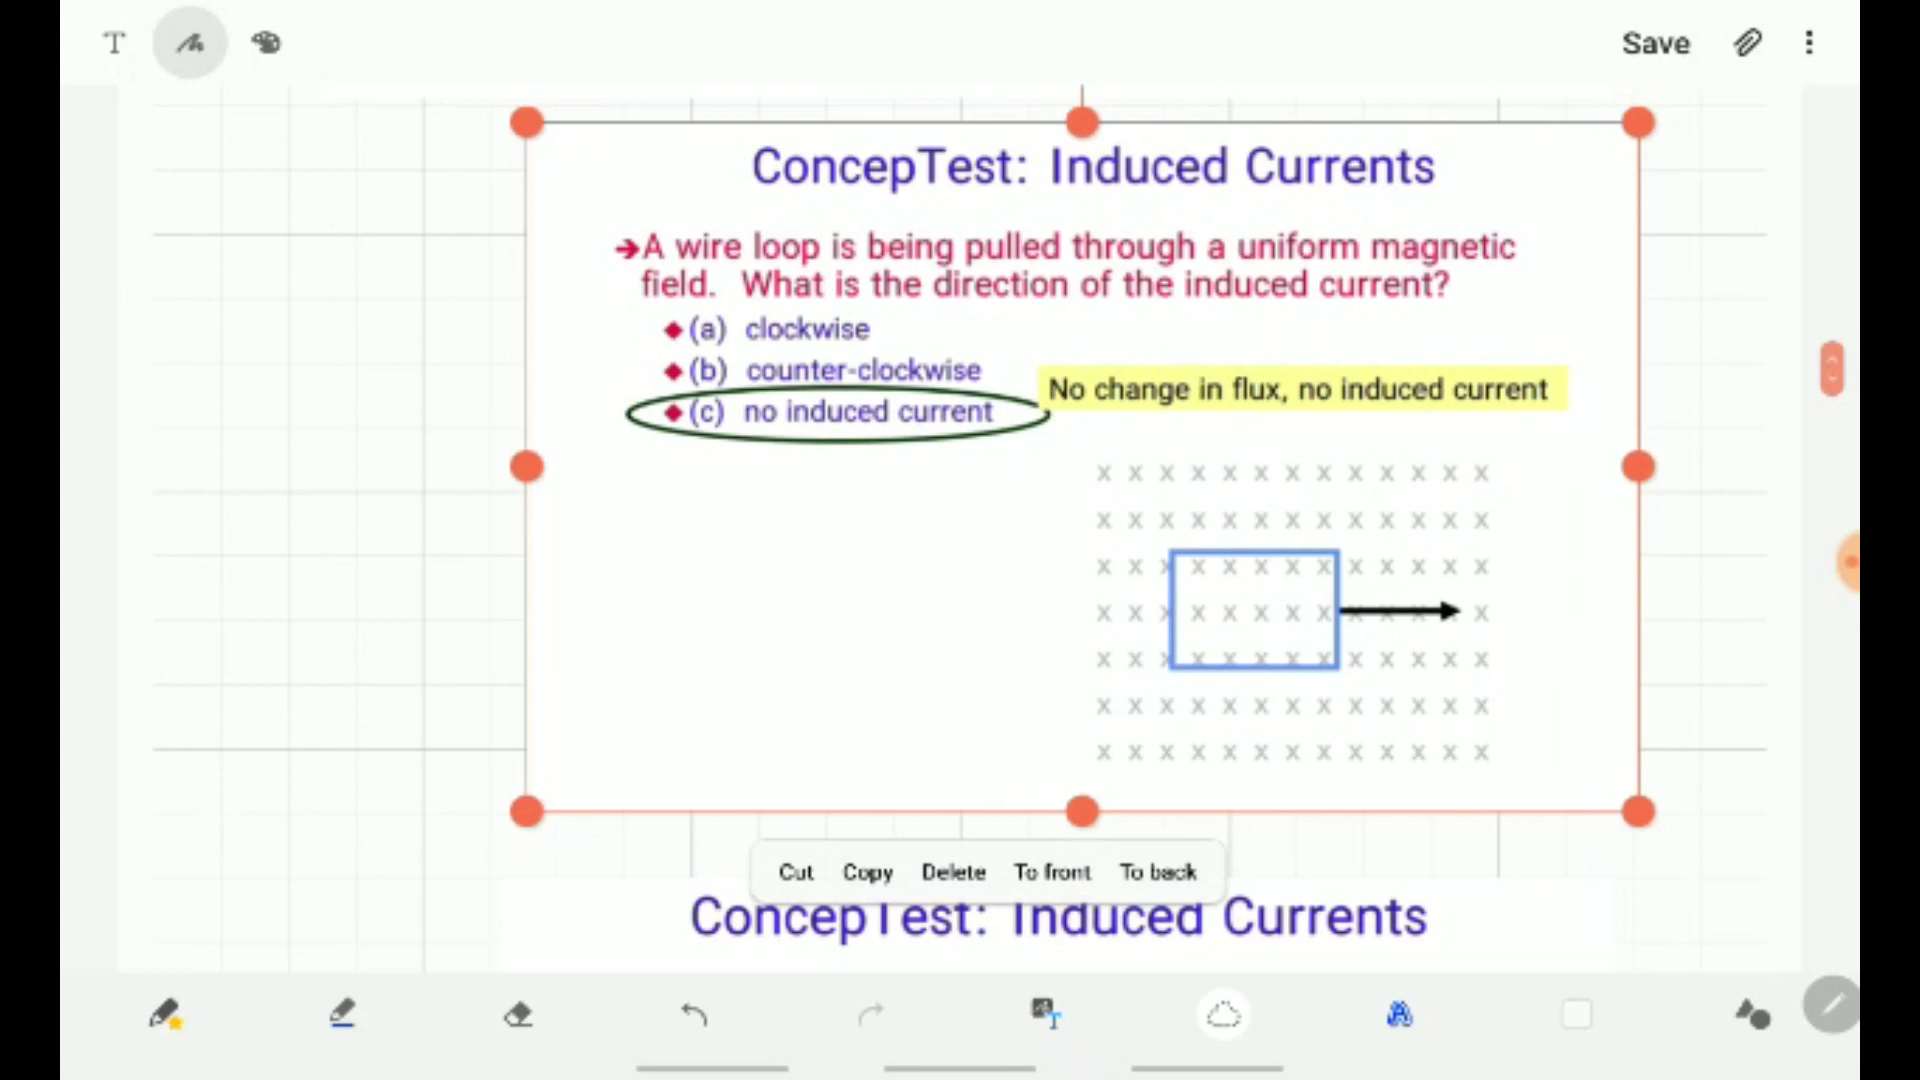 T
Save
ConcepTest: Induced Currents
➔A wire loop is being pulled through a uniform magnetic
field. What is the direction of the induced current?
◆(a) clockwise
◆(b) counter-clockwise
No change in flux, no induced current
◆(c) no induced current
x x x x x x x x x x x x x
x x x x x x x x x x x x x
x x x x x x x x x x x x x
x x x x x x x x x x x x x
x x x x x x x x x x x x x
x x x x x x x x x x x x x
x x x x x x x x x x x x x
Cut Copy Delete To front To back
ConcepTest: Induced Currents